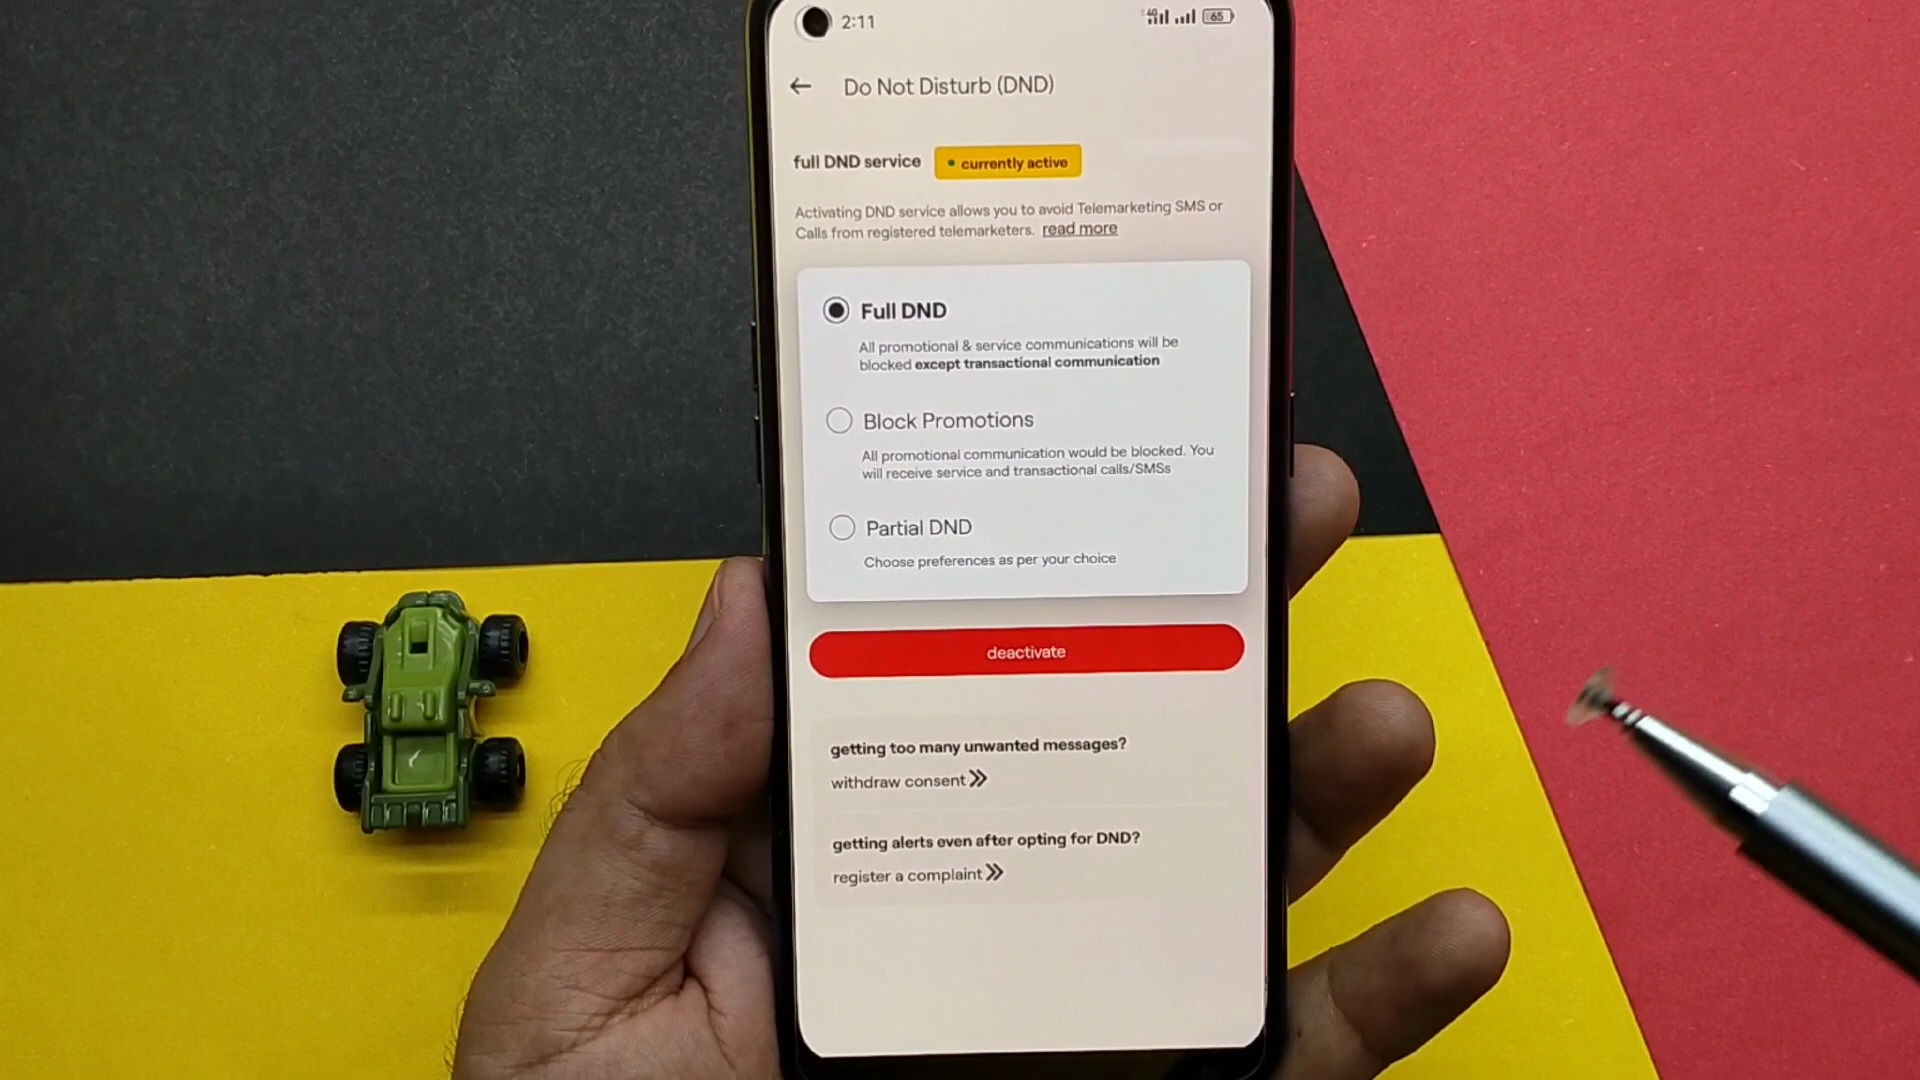 2:11
4G 65
Do Not Disturb (DND)
full DND service • currently active
Activating DND service allows you to avoid Telemarketing SMS or
Calls from registered telemarketers. read more
Full DND
All promotional & service communications will be
blocked except transactional communication
Block Promotions
All promotional communication would be blocked. You
will receive service and transactional calls/SMSs
Partial DND
Choose preferences as per your choice
deactivate
getting too many unwanted messages?
withdraw consent
getting alerts even after opting for DND?
register a complaint